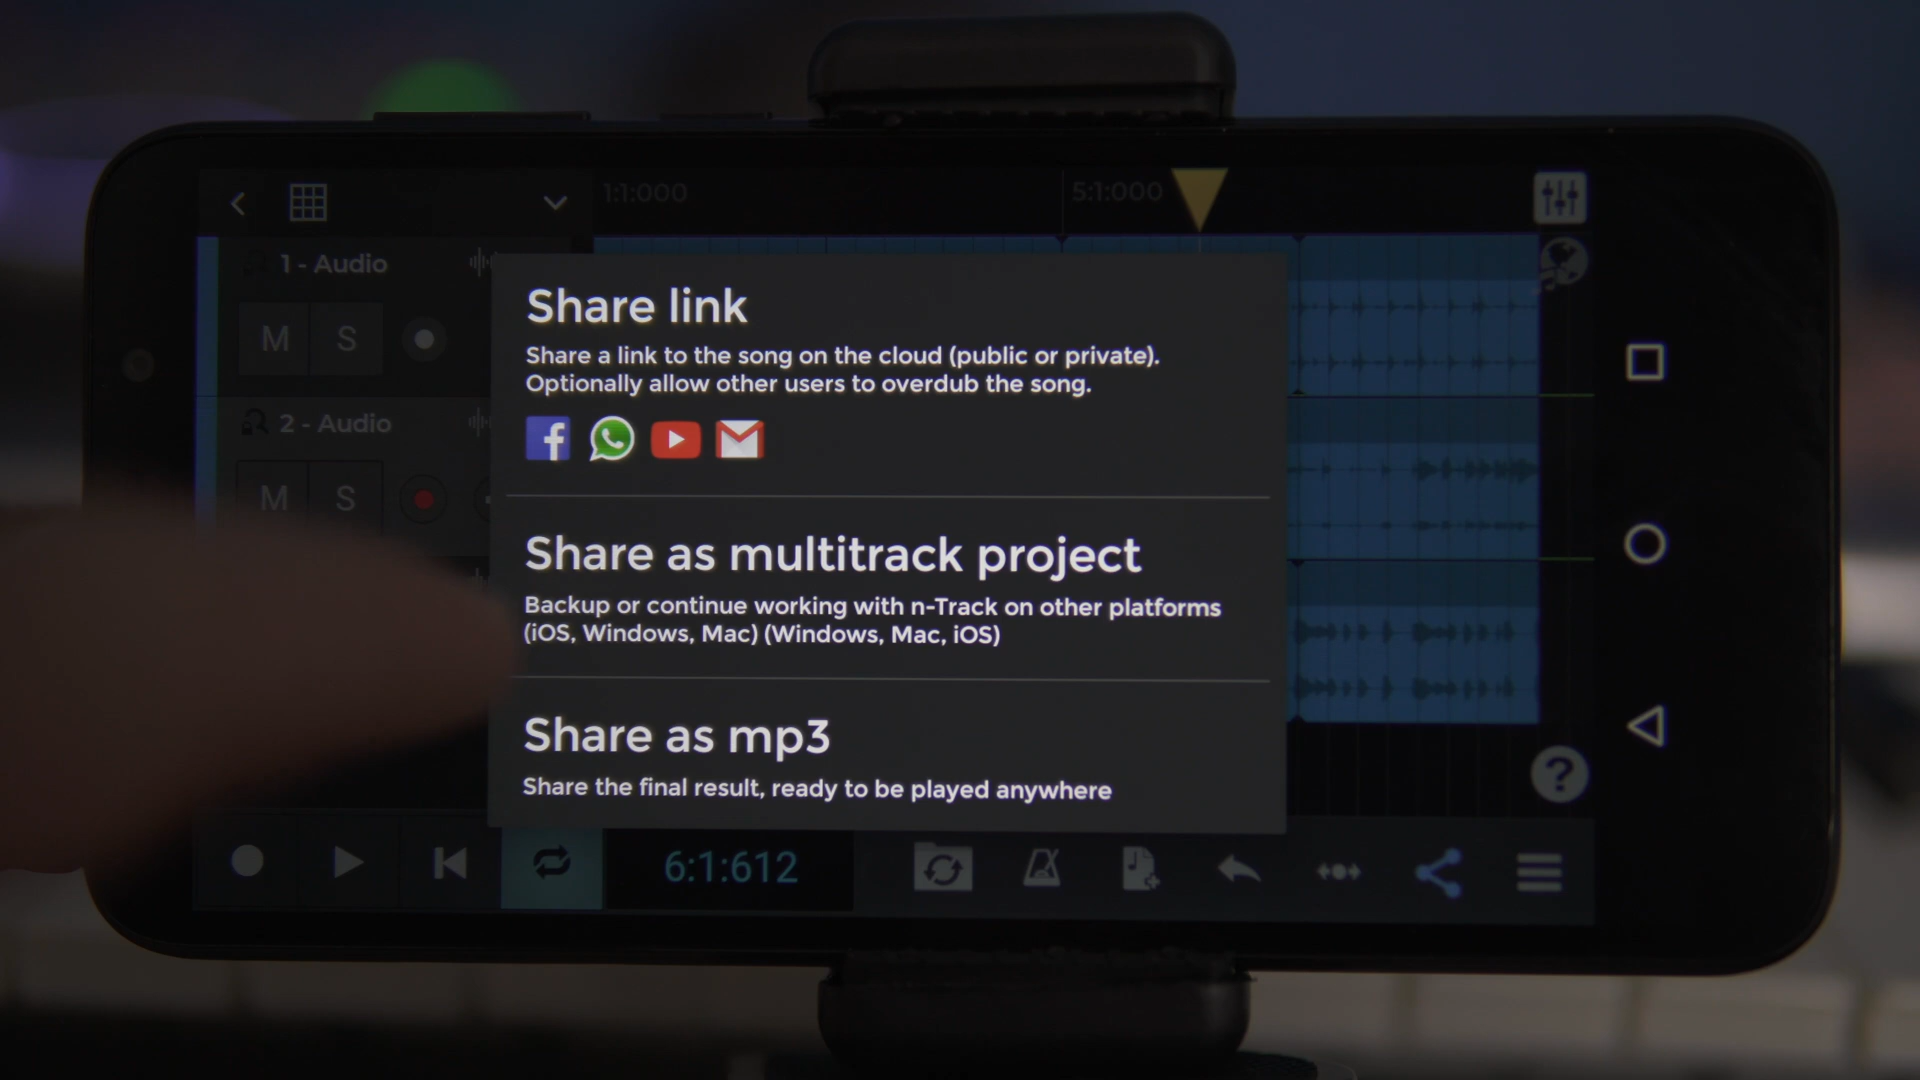 1:1:000
5:1:000
1 - Audio
M S
2 - Audio
M S
Share link
Share a link to the song on the cloud (public or private).
Optionally allow other users to overdub the song.
Share as multitrack project
Backup or continue working with n-Track on other platforms
(iOS, Windows, Mac) (Windows, Mac, iOS)
Share as mp3
Share the final result, ready to be played anywhere
?
6:1:612